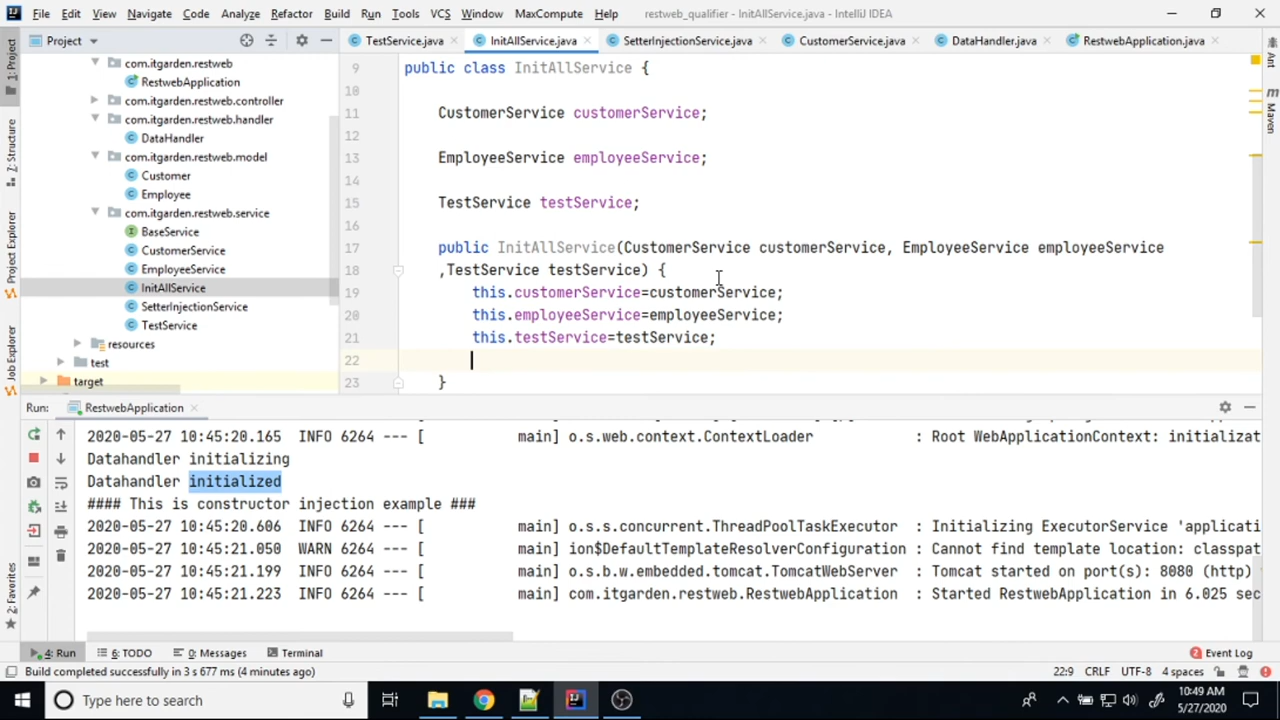 File Edit View Navigate Code Analyze Refactor Build Run Tools VCS Window MaxCompute Help restweb_qualifier - InitAllService.java - IntelliJ IDEA
Project
TestService.java InitAllService.java SetterInjectionService.java CustomerService.java DataHandler.java RestwebApplication.java
1: Project
Z: Structure
Project Explorer
Job Explorer
2: Favorites
Ant
Maven
com.itgarden.restweb
RestwebApplication
com.itgarden.restweb.controller
com.itgarden.restweb.handler
DataHandler
com.itgarden.restweb.model
Customer
Employee
com.itgarden.restweb.service
BaseService
CustomerService
EmployeeService
InitAllService
SetterInjectionService
TestService
resources
test
target
9 public class InitAllService {
10
11 CustomerService customerService;
12
13 EmployeeService employeeService;
14
15 TestService testService;
16
17 public InitAllService(CustomerService customerService, EmployeeService employeeService
18 ,TestService testService) {
19 this.customerService=customerService;
20 this.employeeService=employeeService;
21 this.testService=testService;
22
23 }
Run: RestwebApplication
2020-05-27 10:45:20.165 INFO 6264 --- [ main] o.s.web.context.ContextLoader : Root WebApplicationContext: initializat
Datahandler initializing
Datahandler initialized
#### This is constructor injection example ###
2020-05-27 10:45:20.606 INFO 6264 --- [ main] o.s.s.concurrent.ThreadPoolTaskExecutor : Initializing ExecutorService 'applicati
2020-05-27 10:45:21.050 WARN 6264 --- [ main] ion$DefaultTemplateResolverConfiguration : Cannot find template location: classpat
2020-05-27 10:45:21.199 INFO 6264 --- [ main] o.s.b.w.embedded.tomcat.TomcatWebServer : Tomcat started on port(s): 8080 (http)
2020-05-27 10:45:21.223 INFO 6264 --- [ main] com.itgarden.restweb.RestwebApplication : Started RestwebApplication in 6.025 sec
4: Run 6: TODO 0: Messages Terminal 2 Event Log
Build completed successfully in 3 s 677 ms (4 minutes ago) 22:9 CRLF UTF-8 4 spaces
Type here to search
10:49 AM
5/27/2020